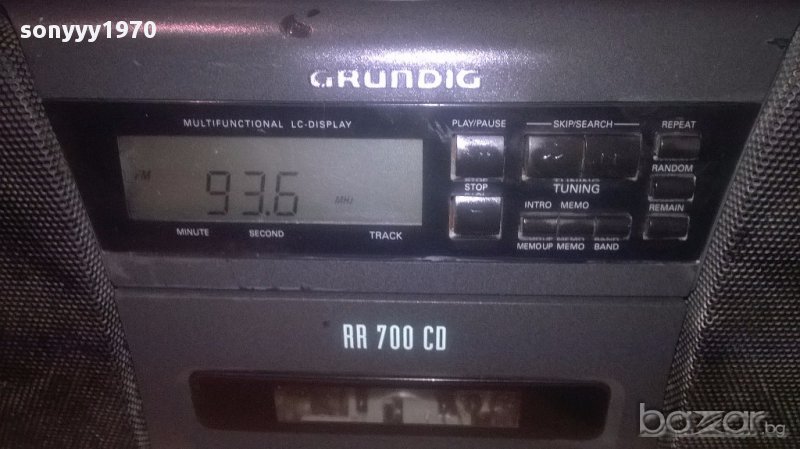 sonyyy1970
GRUNDIG
MULTIFUNCTIONAL LC-DISPLAY
PLAY/PAUSE
SKIP/SEARCH
REPEAT
FM 93.6 MHz
RANDOM
STOP
TUNING
INTRO MEMO
REMAIN
MINUTE SECOND TRACK
MEMO UP MEMO BAND
RR 700 CD
bazar.bg